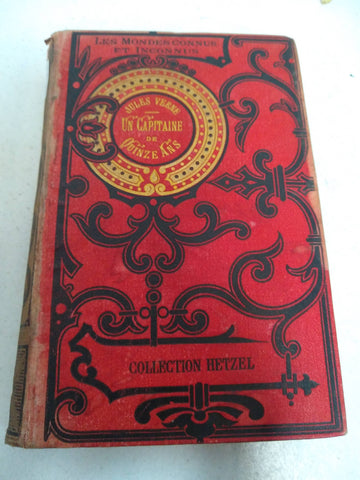 LES MONDES CONNUS
ET INCONNUS
JULES VERNE
UN CAPITAINE
DE
QUINZE ANS
COLLECTION HETZEL